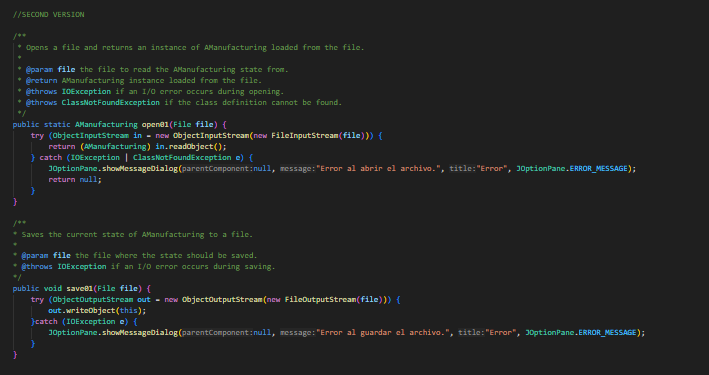 //SECOND VERSION
/**
* Opens a file and returns an instance of AManufacturing loaded from the file.
*
* @param file the file to read the AManufacturing state from.
* @return AManufacturing instance loaded from the file.
* @throws IOException if an I/O error occurs during opening.
* @throws ClassNotFoundException if the class definition cannot be found.
*/
public static AManufacturing open01(File file) {
try (ObjectInputStream in = new ObjectInputStream(new FileInputStream(file))) {
return (AManufacturing) in.readObject();
} catch (IOException | ClassNotFoundException e) {
JOptionPane.showMessageDialog(parentComponent:null, message:"Error al abrir el archivo.", title:"Error", JOptionPane.ERROR_MESSAGE);
return null;
}
}
/**
* Saves the current state of AManufacturing to a file.
*
* @param file the file where the state should be saved.
* @throws IOException if an I/O error occurs during saving.
*/
public void save01(File file) {
try (ObjectOutputStream out = new ObjectOutputStream(new FileOutputStream(file))) {
out.writeObject(this);
}catch (IOException e) {
JOptionPane.showMessageDialog(parentComponent:null, message:"Error al guardar el archivo.", title:"Error", JOptionPane.ERROR_MESSAGE);
}
}